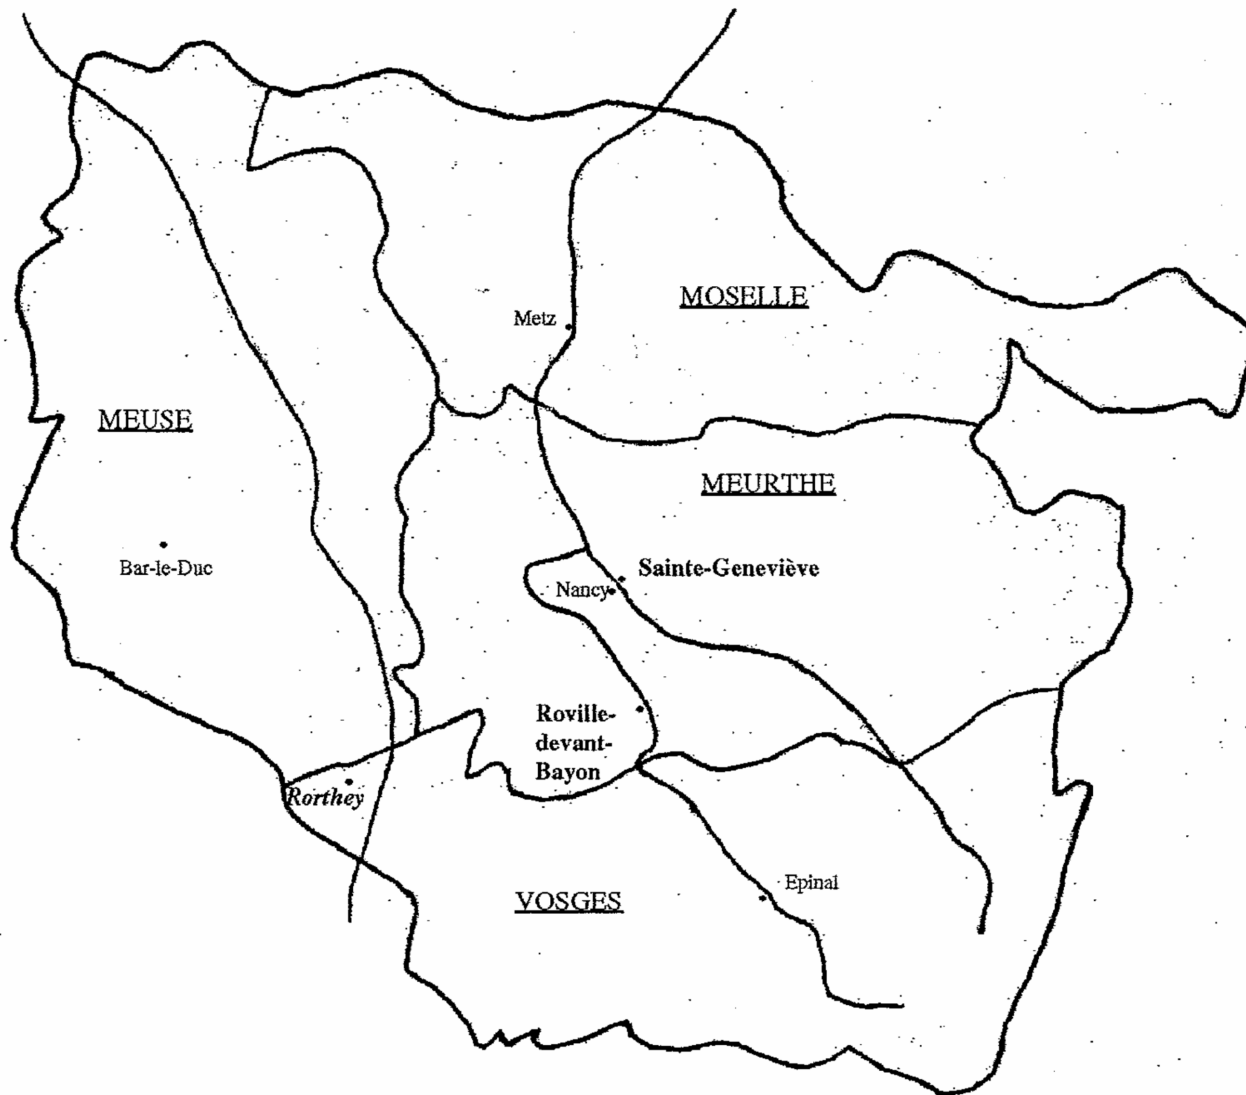 MOSELLE
Metz
MEUSE
MEURTHE
Bar-le-Duc
Sainte-Geneviève
Nancy
Roville-
devant-
Bayon
Rorthey
Epinal
VOSGES